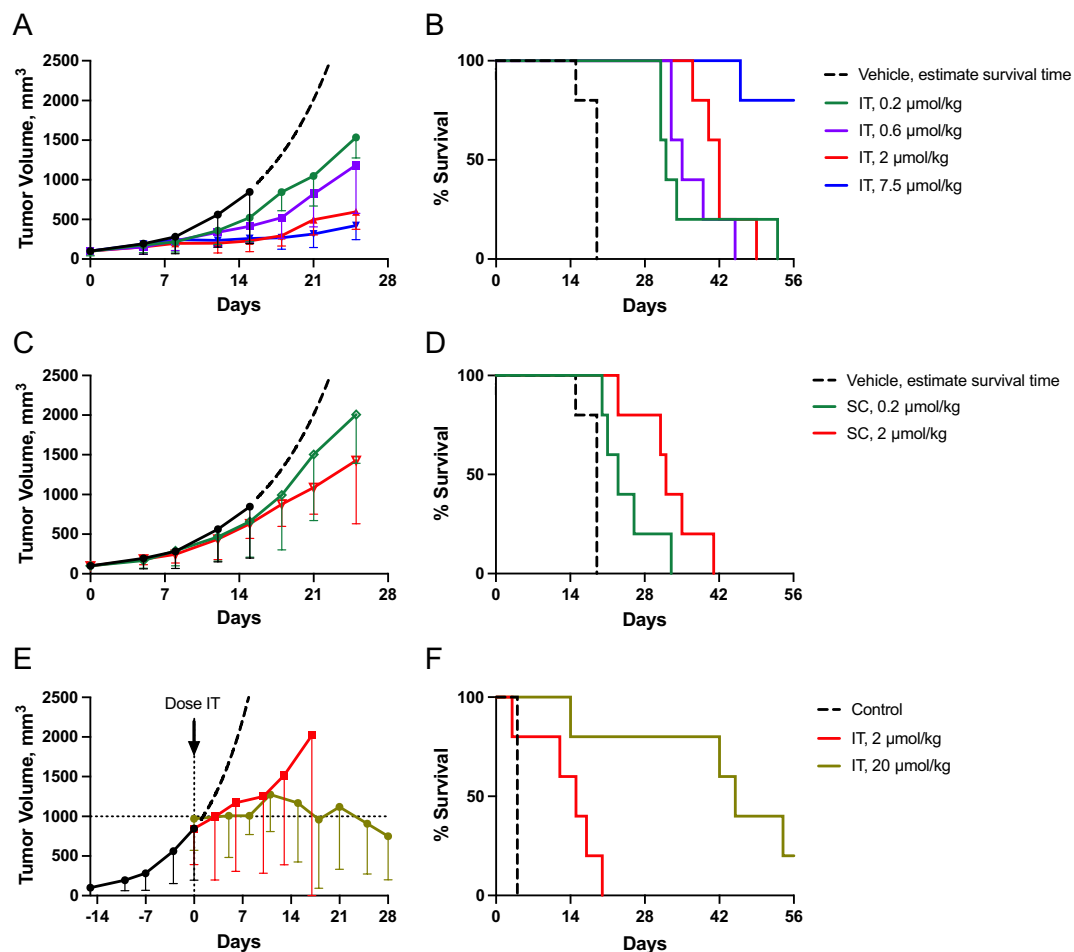 A
Tumor Volume, mm³
2500
2000
1500
1000
500
0
0 7 14 21 28
Days
B
% Survival
100
50
0
0 14 28 42 56
Days
Vehicle, estimate survival time
IT, 0.2 µmol/kg
IT, 0.6 µmol/kg
IT, 2 µmol/kg
IT, 7.5 µmol/kg
C
Tumor Volume, mm³
2500
2000
1500
1000
500
0
0 7 14 21 28
Days
D
% Survival
100
50
0
0 14 28 42 56
Days
Vehicle, estimate survival time
SC, 0.2 µmol/kg
SC, 2 µmol/kg
E
Tumor Volume, mm³
2500
2000
1500
1000
500
0
Dose IT
-14 -7 0 7 14 21 28
Days
F
% Survival
100
50
0
0 14 28 42 56
Days
Control
IT, 2 µmol/kg
IT, 20 µmol/kg